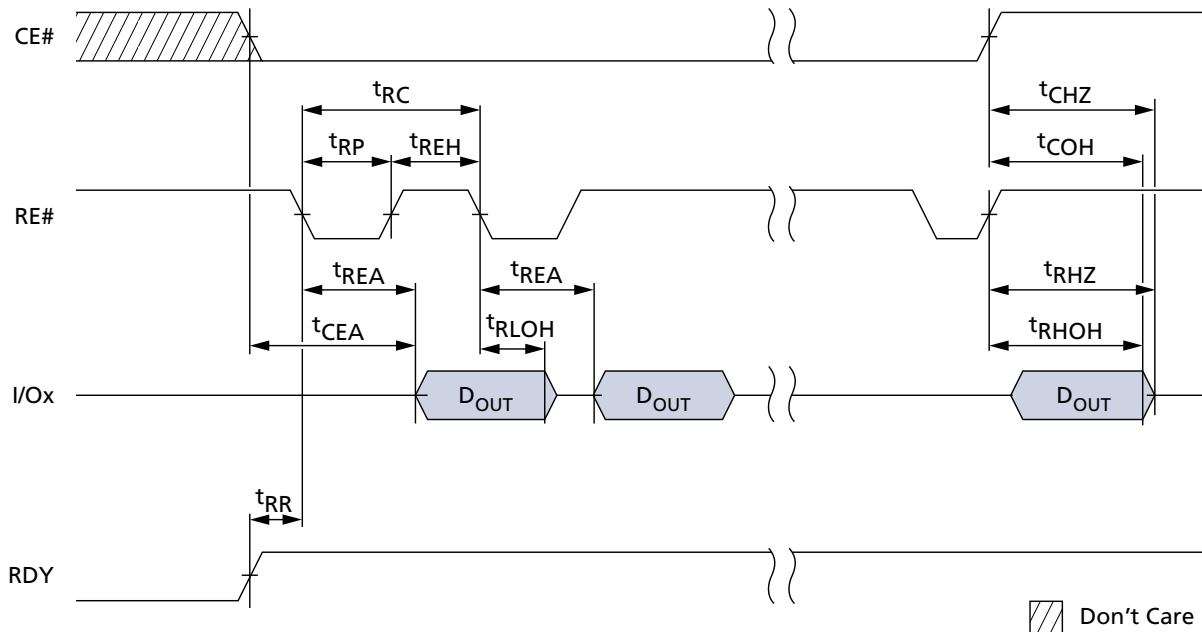 CE#
tRC
tCHZ
tRP
tREH
tCOH
RE#
tREA
tREA
tRHZ
tCEA
tRLOH
tRHOH
I/Ox
DOUT
DOUT
DOUT
tRR
RDY
Don't Care